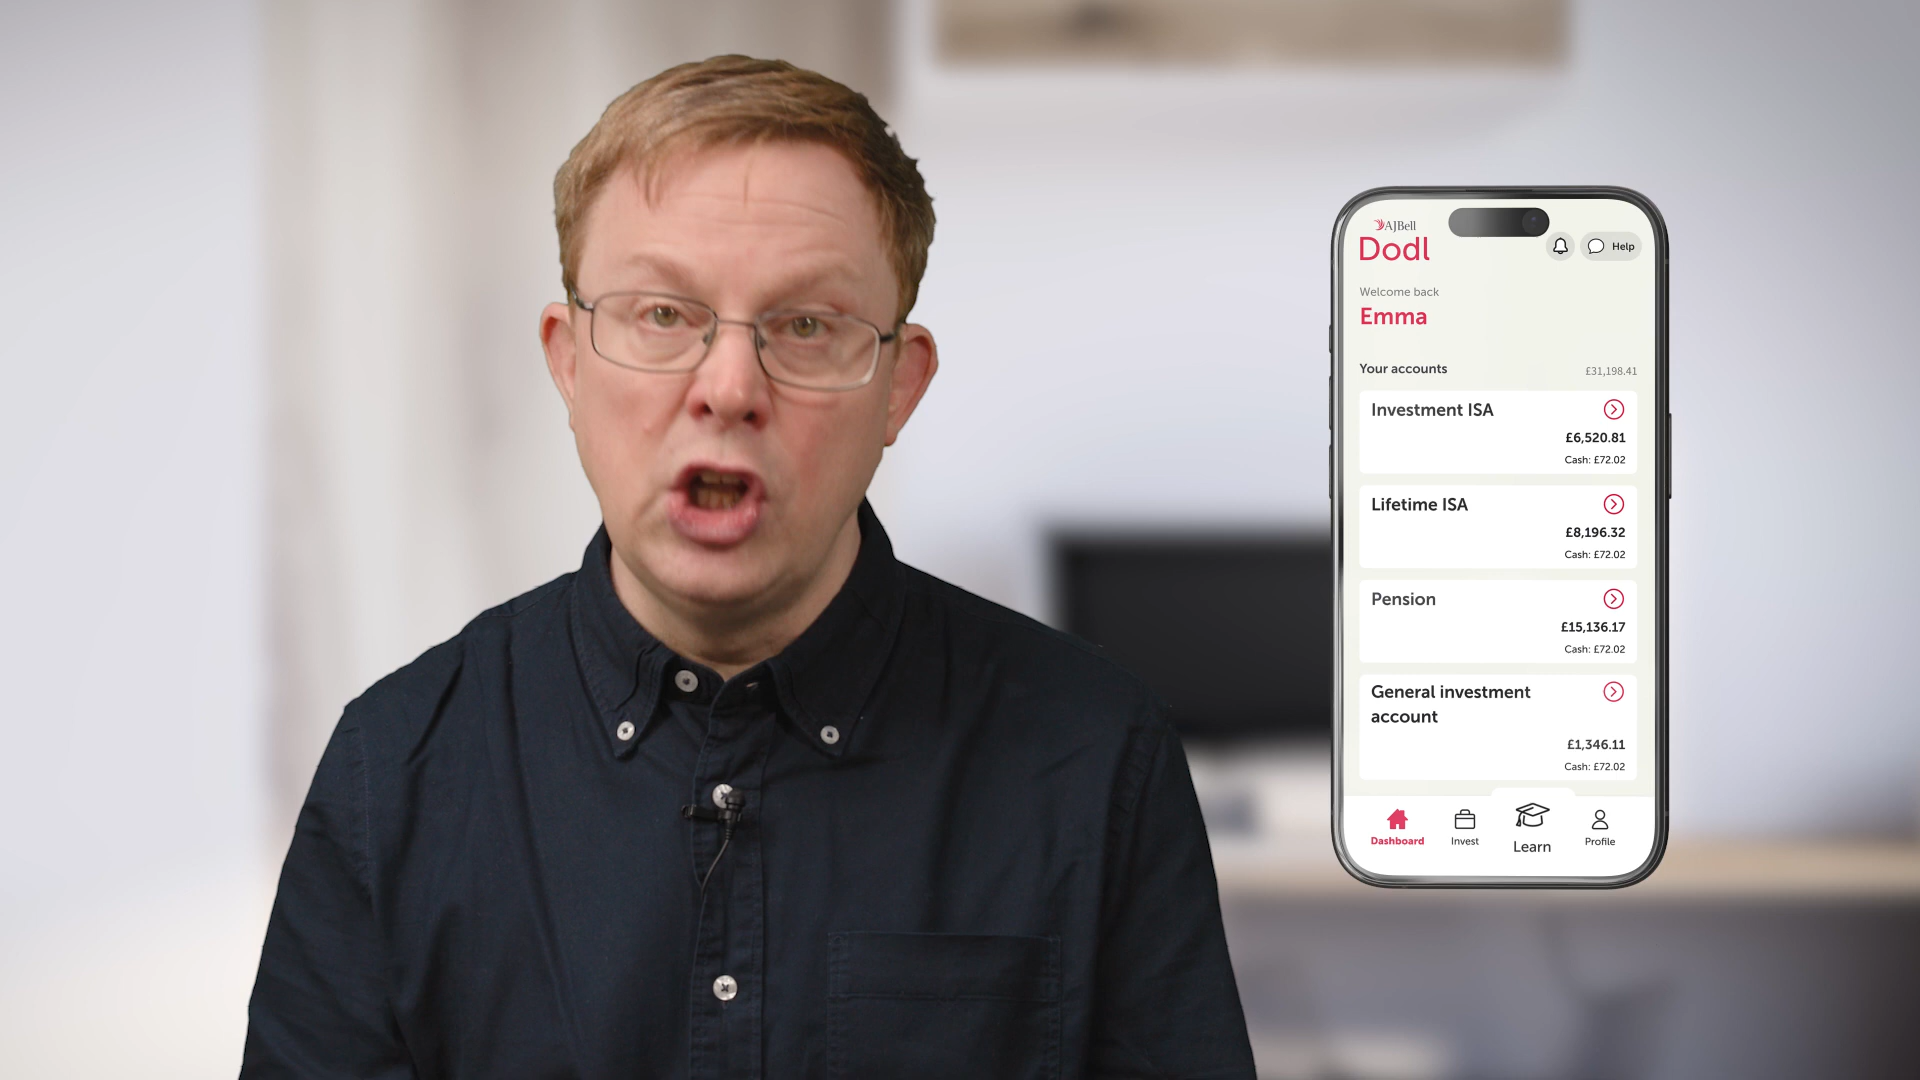 AJBell
Dodl
Help
Welcome back
Emma
Your accounts £31,198.41
Investment ISA
£6,520.81
Cash: £72.02
Lifetime ISA
£8,196.32
Cash: £72.02
Pension
£15,136.17
Cash: £72.02
General investment
account
£1,346.11
Cash: £72.02
Dashboard Invest Learn Profile